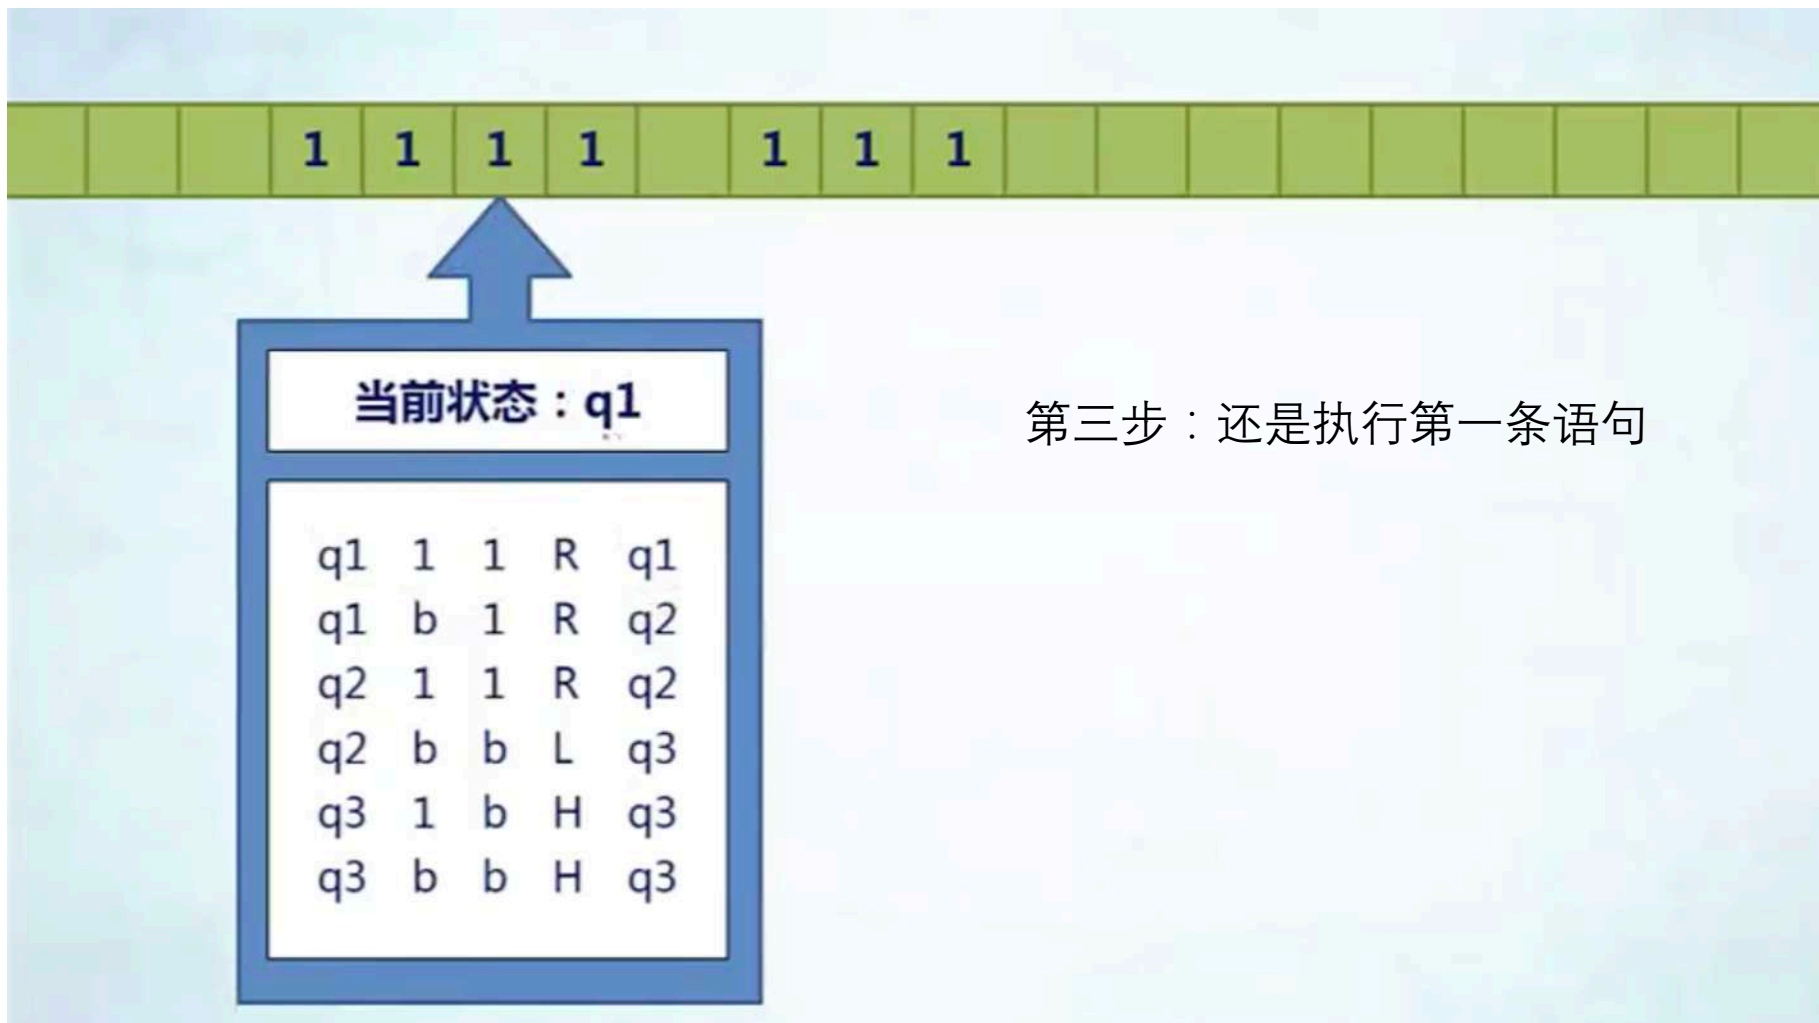 1 1 1 1 1 1 1
当前状态：q1
第三步：还是执行第一条语句
q1 1 1 R q1
q1 b 1 R q2
q2 1 1 R q2
q2 b b L q3
q3 1 b H q3
q3 b b H q3